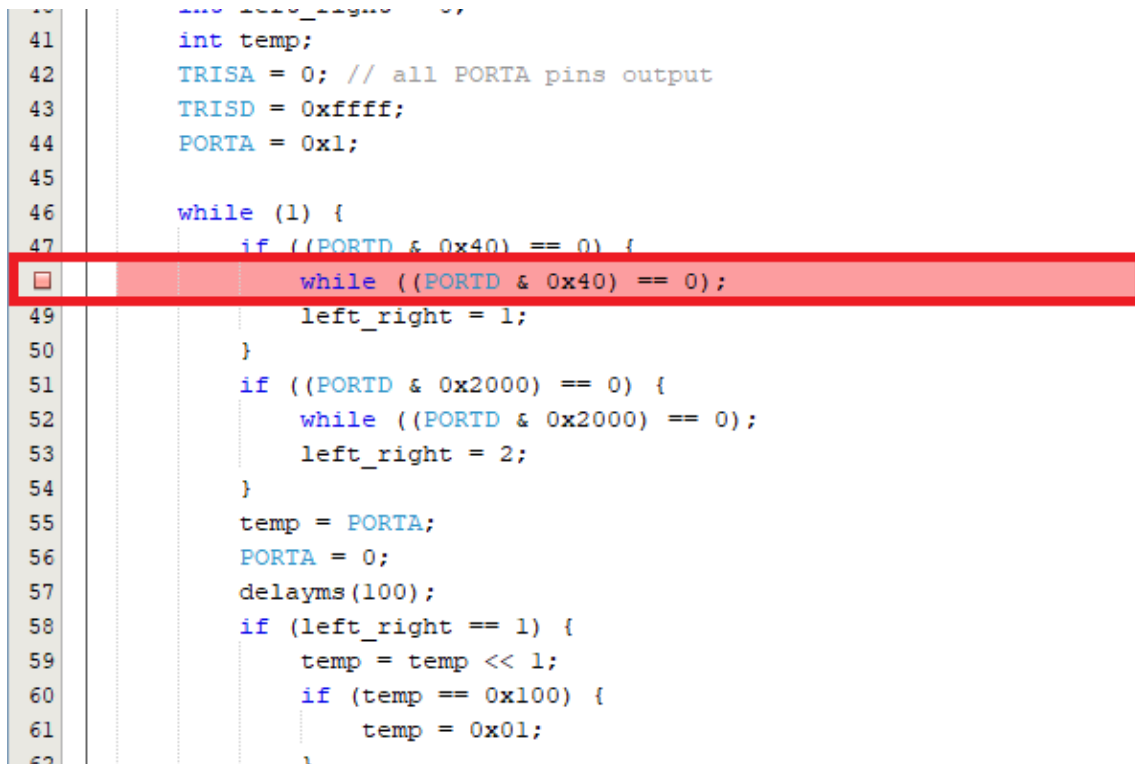 41 int temp;
42 TRISA = 0; // all PORTA pins output
43 TRISD = 0xffff;
44 PORTA = 0x1;
45
46 while (1) {
47 if ((PORTD & 0x40) == 0) {
while ((PORTD & 0x40) == 0);
49 left_right = 1;
50 }
51 if ((PORTD & 0x2000) == 0) {
52 while ((PORTD & 0x2000) == 0);
53 left_right = 2;
54 }
55 temp = PORTA;
56 PORTA = 0;
57 delayms(100);
58 if (left_right == 1) {
59 temp = temp << 1;
60 if (temp == 0x100) {
61 temp = 0x01;